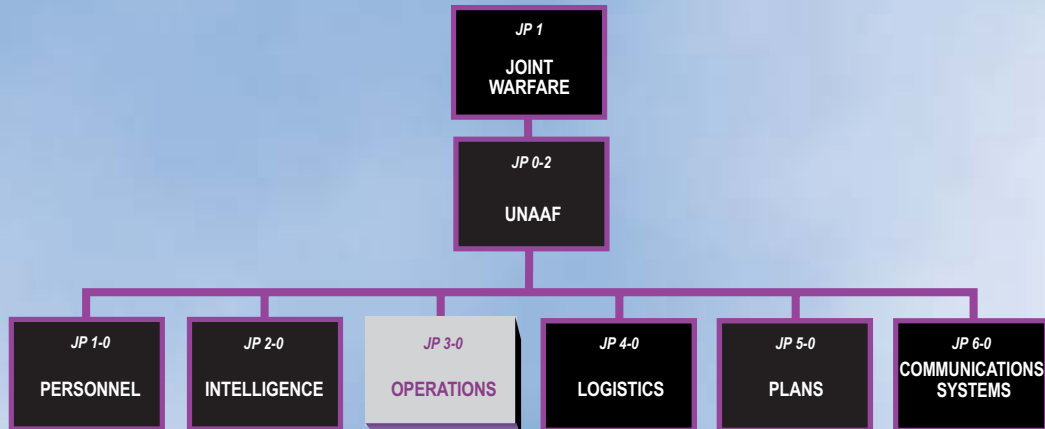 JP 1
JOINT
WARFARE
JP 0-2
UNAAF
JP 1-0
PERSONNEL
JP 2-0
INTELLIGENCE
JP 3-0
OPERATIONS
JP 4-0
LOGISTICS
JP 5-0
PLANS
JP 6-0
COMMUNICATIONS
SYSTEMS